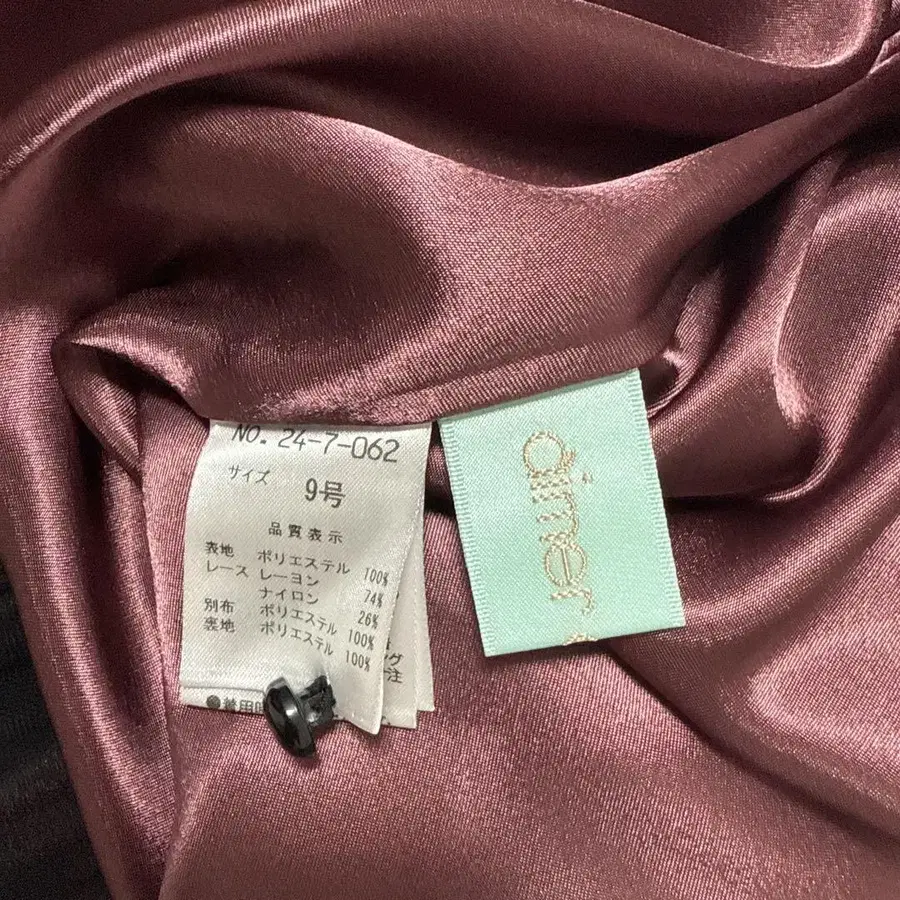 NO. 24-7-062
サイズ 9号
品質表示
表地 ポリエステル 100%
レース レーヨン 74%
ナイロン 26%
別布 ポリエステル 100%
裏地 ポリエステル 100%
aimer